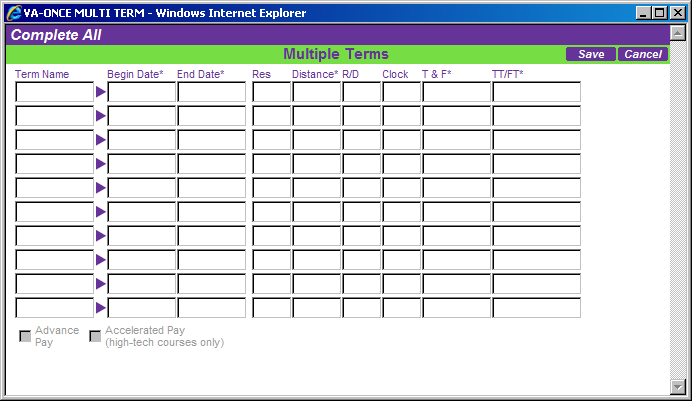 VA-ONCE MULTI TERM - Windows Internet Explorer
Complete All
Multiple Terms
Save Cancel
Term Name Begin Date* End Date* Res Distance* R/D Clock T & F* TT/FT*
Advance Accelerated Pay
Pay (high-tech courses only)